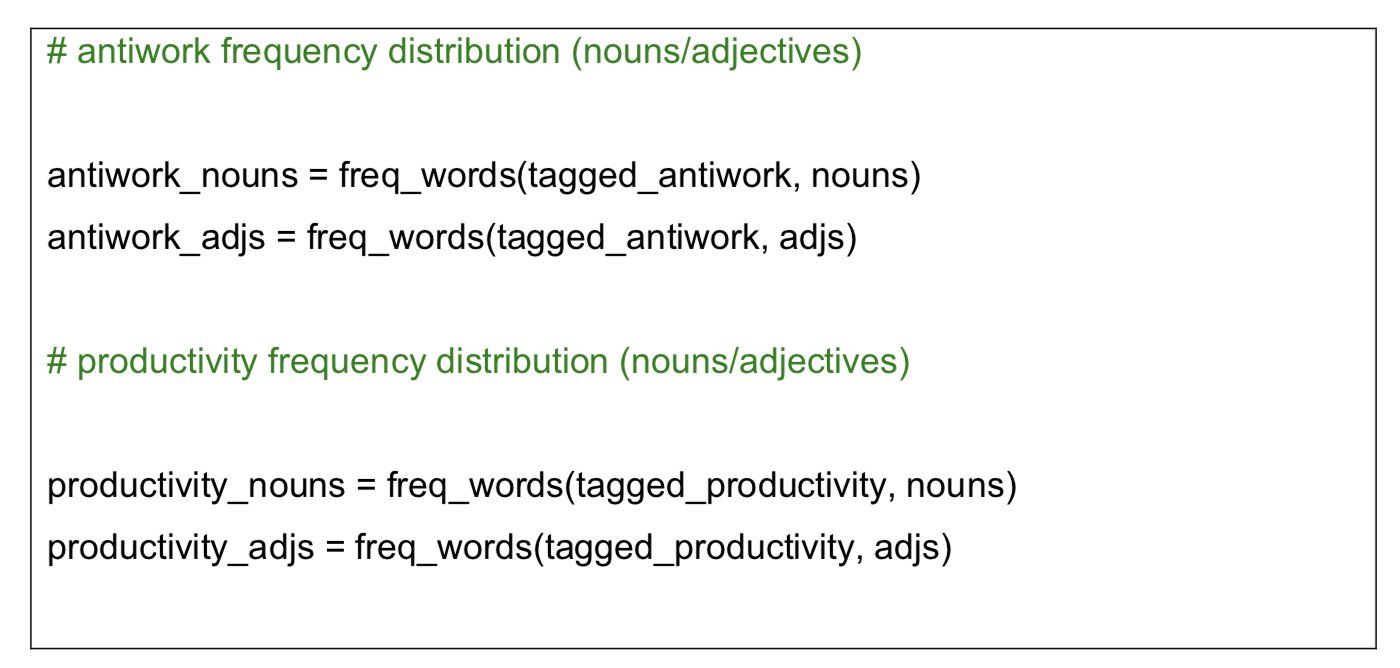 # antiwork frequency distribution (nouns/adjectives)
antiwork_nouns = freq_words(tagged_antiwork, nouns)
antiwork_adjs = freq_words(tagged_antiwork, adjs)
# productivity frequency distribution (nouns/adjectives)
productivity_nouns = freq_words(tagged_productivity, nouns)
productivity_adjs = freq_words(tagged_productivity, adjs)